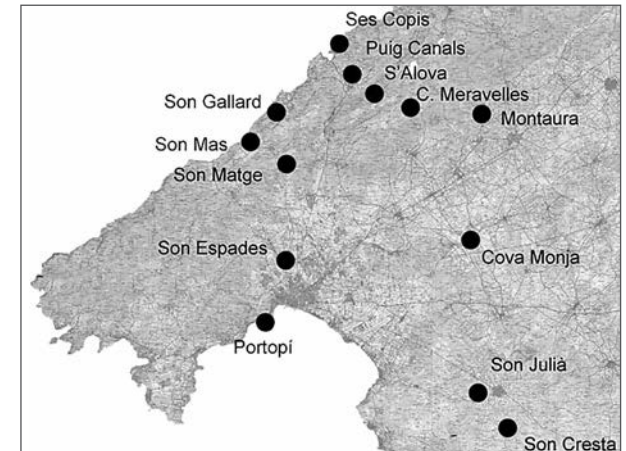 Ses Copis
Puig Canals
S'Alova
C. Meravelles
Son Gallard
Montaura
Son Mas
Son Matge
Son Espades
Cova Monja
Portopí
Son Julià
Son Cresta